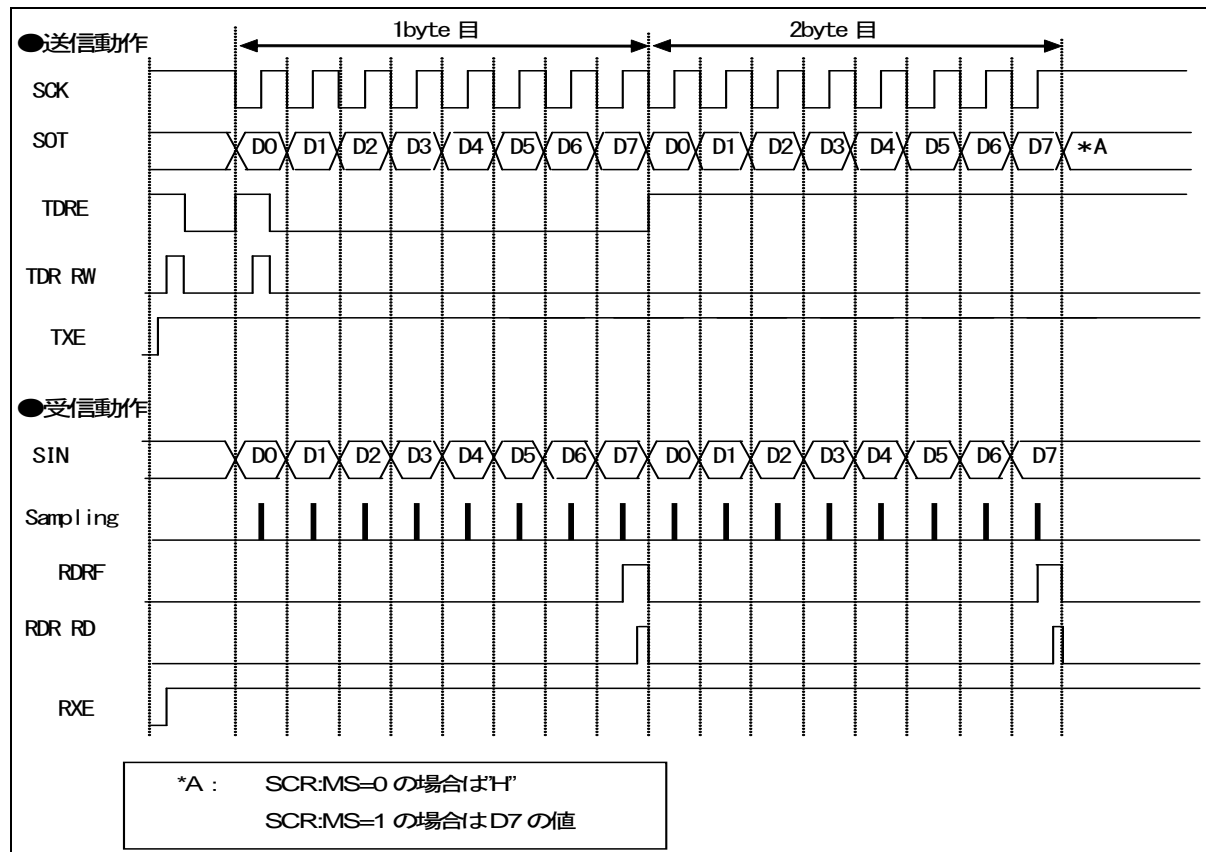 1byte 目 2byte 目
●送信動作
SCK
SOT D0 D1 D2 D3 D4 D5 D6 D7 D0 D1 D2 D3 D4 D5 D6 D7 *A
TDRE
TDR RW
TXE
●受信動作
SIN D0 D1 D2 D3 D4 D5 D6 D7 D0 D1 D2 D3 D4 D5 D6 D7
Sampling
RDRF
RDR RD
RXE
*A : SCR:MS=0 の場合は"H"
SCR:MS=1 の場合は D7 の値